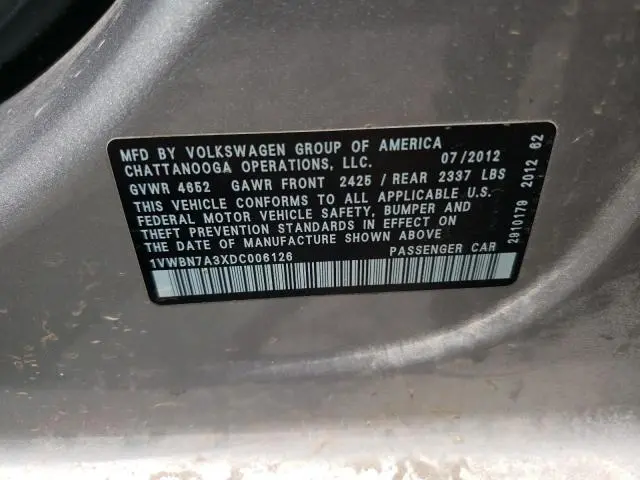 MFD BY VOLKSWAGEN GROUP OF AMERICA
CHATTANOOGA OPERATIONS, LLC. 07/2012
GVWR 4652 GAWR FRONT 2425 / REAR 2337 LBS
THIS VEHICLE CONFORMS TO ALL APPLICABLE U.S.
FEDERAL MOTOR VEHICLE SAFETY, BUMPER AND
THEFT PREVENTION STANDARDS IN EFFECT ON
THE DATE OF MANUFACTURE SHOWN ABOVE
1VWBN7A3XDC006126 PASSENGER CAR
2910179 2012 62